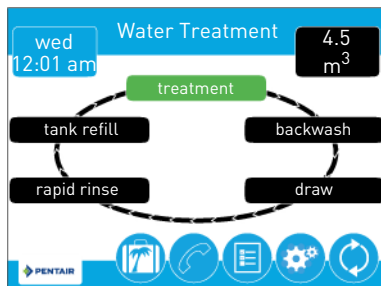 wed
12:01 am
Water Treatment
4.5
m³
treatment
tank refill
backwash
rapid rinse
draw
PENTAIR